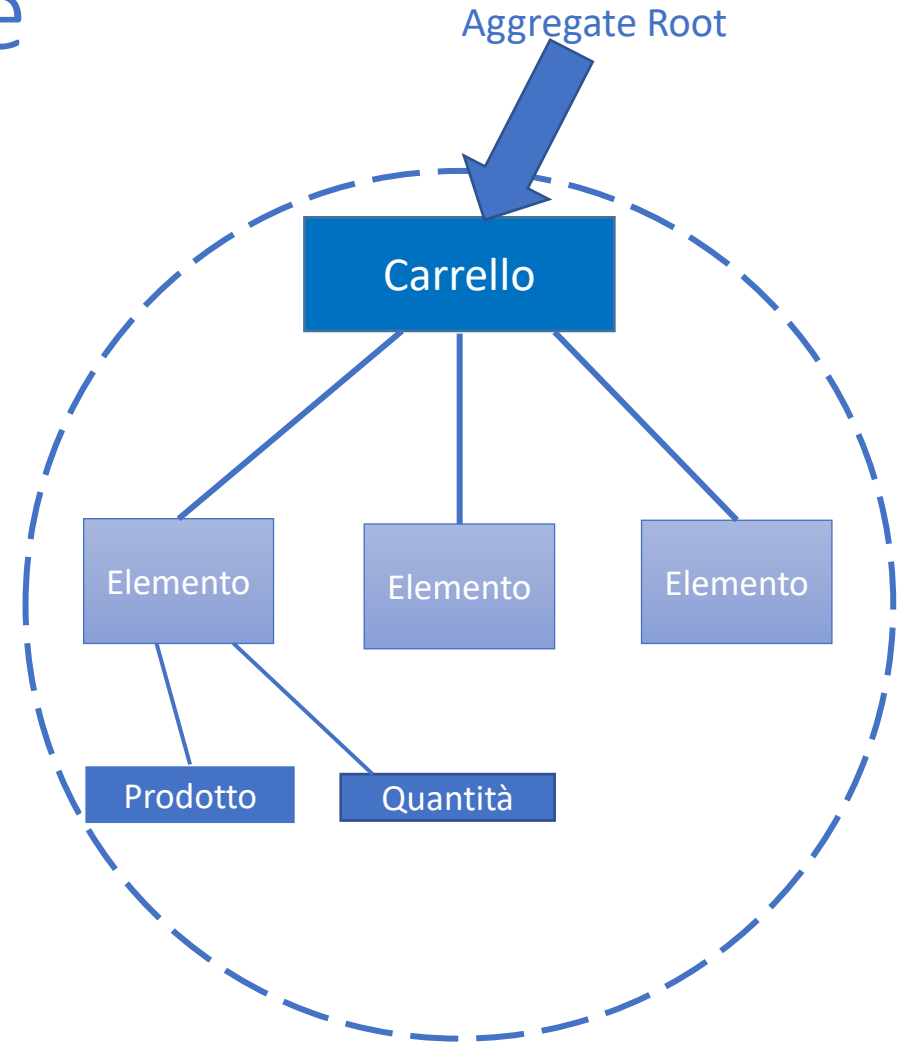 e
Aggregate Root
Carrello
Elemento
Elemento
Elemento
Prodotto
Quantità